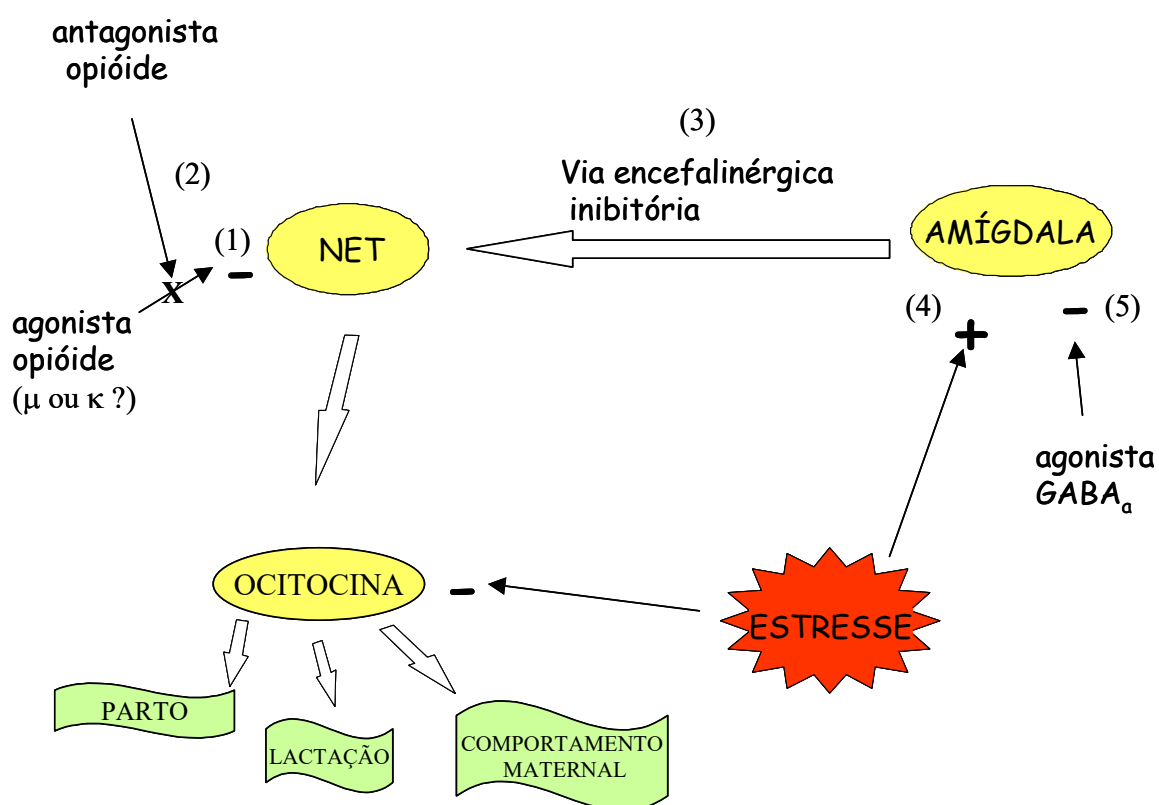 antagonista
opióide
(2)
(1)
-
NET
X
agonista
opióide
(μ ou κ ?)
(3)
Via encefalinérgica
inibitória
AMÍGDALA
(4)
+
- (5)
agonista
GABAₐ
OCITOCINA
-
ESTRESSE
PARTO
LACTAÇÃO
COMPORTAMENTO
MATERNAL